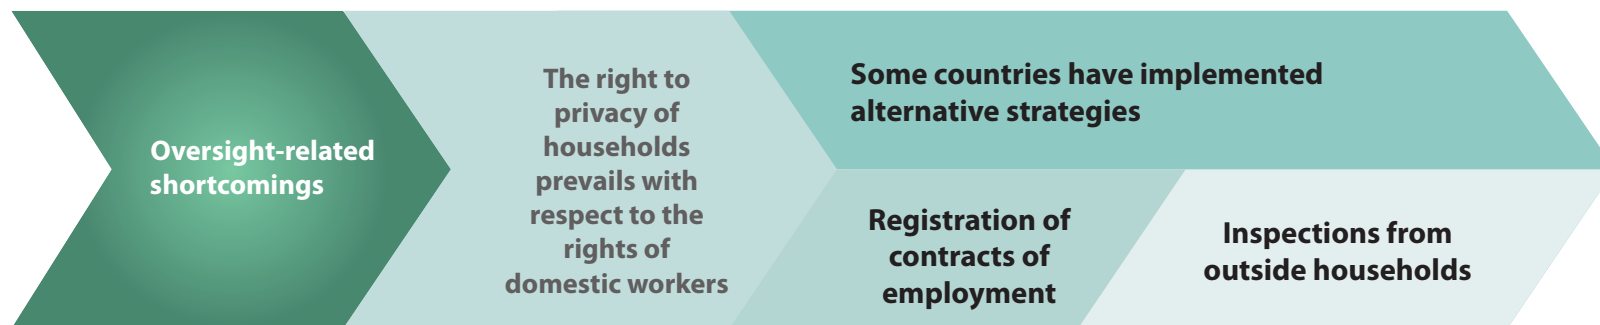 Oversight-related
shortcomings
The right to
privacy of
households
prevails with
respect to the
rights of
domestic workers
Some countries have implemented
alternative strategies
Registration of
contracts of
employment
Inspections from
outside households